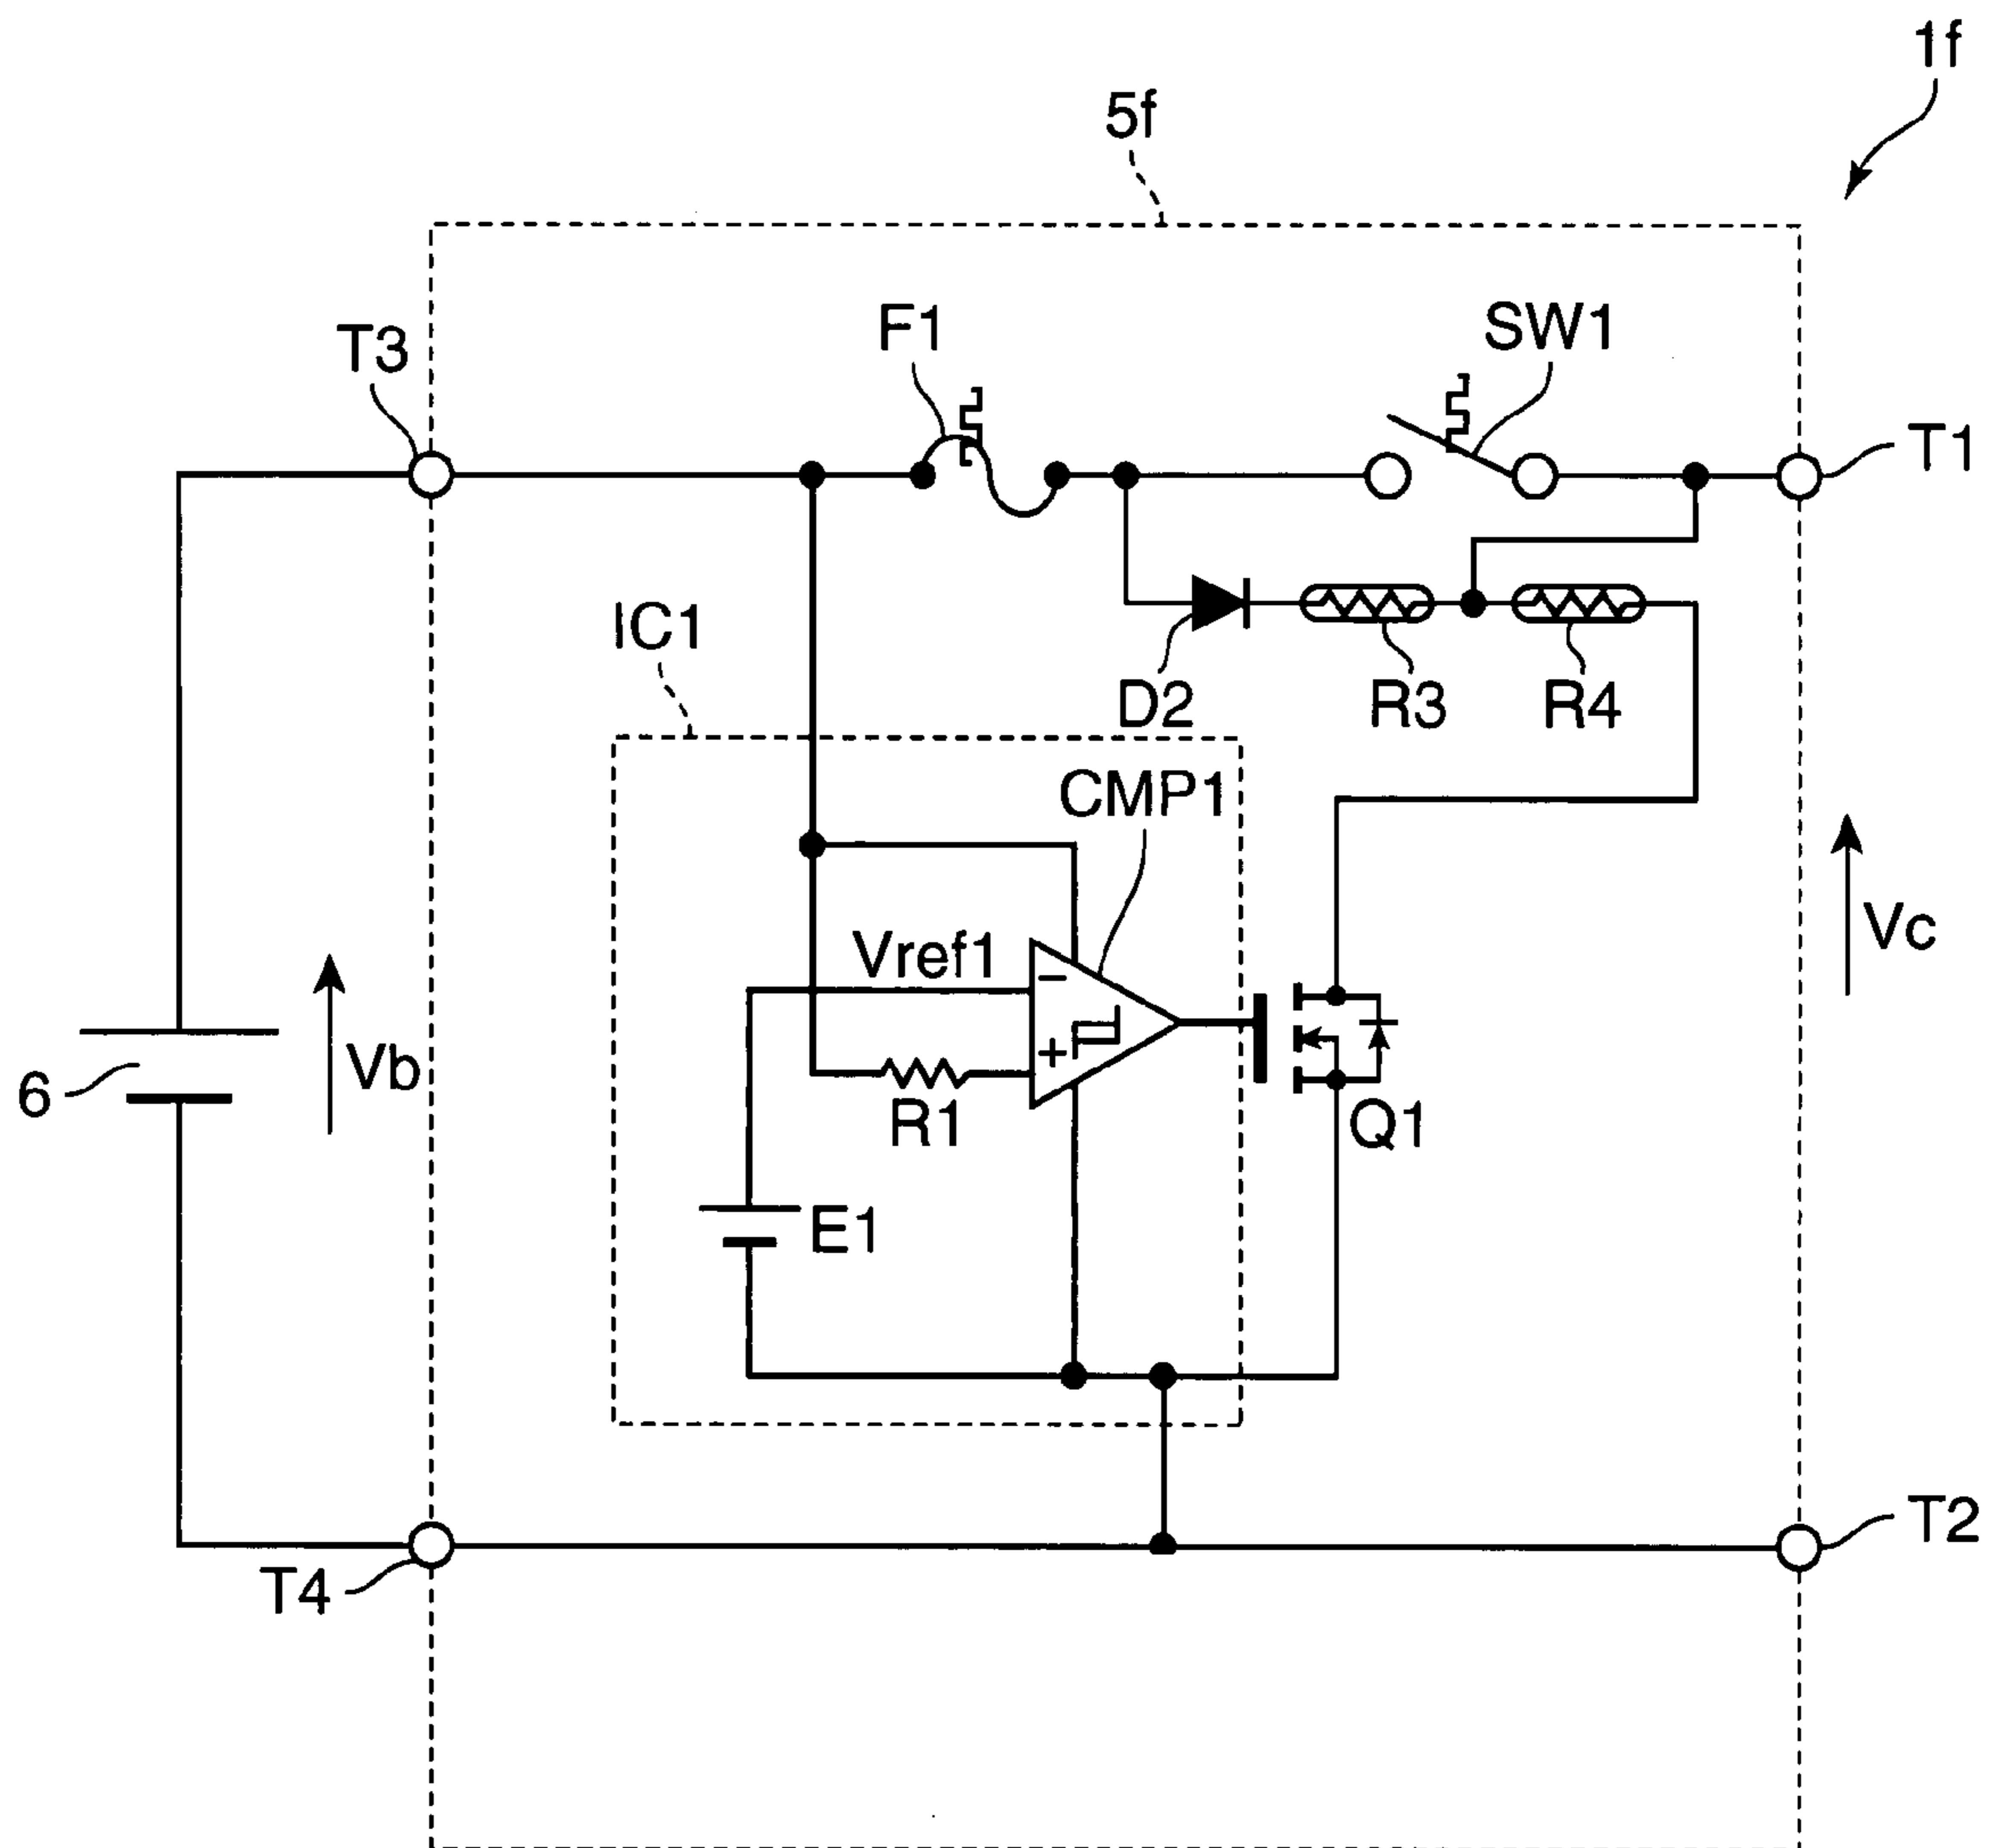 1f
5f
F1
SW1
T3
T1
IC1
D2
R3
R4
CMP1
Vref1
−
Vc
Vb
+
6
R1
Q1
E1
T2
T4